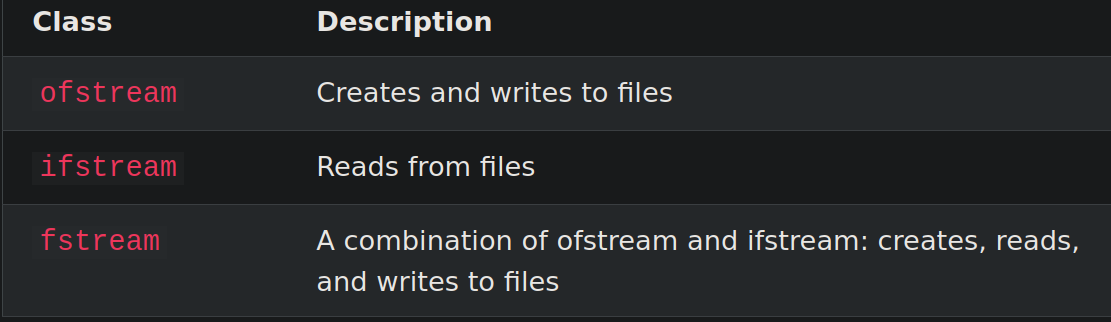 Class Description
ofstream Creates and writes to files
ifstream Reads from files
fstream A combination of ofstream and ifstream: creates, reads,
and writes to files